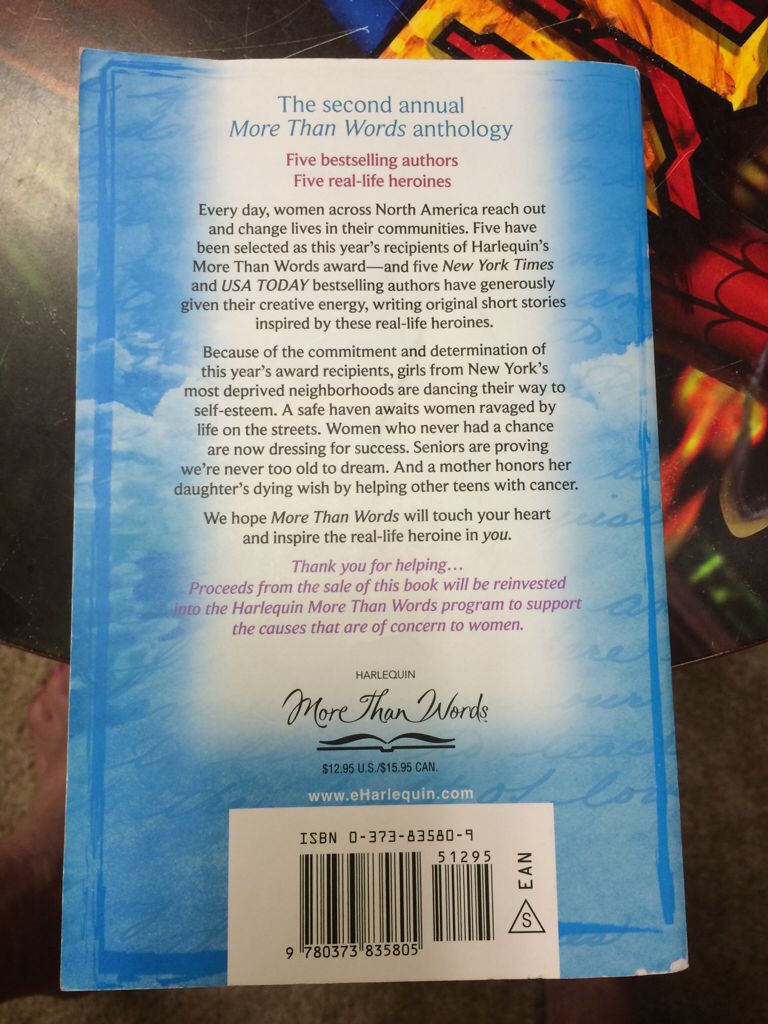 The second annual
More Than Words anthology
Five bestselling authors
Five real-life heroines
Every day, women across North America reach out
and change lives in their communities. Five have
been selected as this year's recipients of Harlequin's
More Than Words award—and five New York Times
and USA TODAY bestselling authors have generously
given their creative energy, writing original short stories
inspired by these real-life heroines.
Because of the commitment and determination of
this year's award recipients, girls from New York's
most deprived neighborhoods are dancing their way to
self-esteem. A safe haven awaits women ravaged by
life on the streets. Women who never had a chance
are now dressing for success. Seniors are proving
we're never too old to dream. And a mother honors her
daughter's dying wish by helping other teens with cancer.
We hope More Than Words will touch your heart
and inspire the real-life heroine in you.
Thank you for helping...
Proceeds from the sale of this book will be reinvested
into the Harlequin More Than Words program to support
the causes that are of concern to women.
HARLEQUIN
More Than Words
$12.95 U.S./$15.95 CAN.
www.eHarlequin.com
ISBN 0-373-83580-9
51295
EAN
S
9 780373 835805